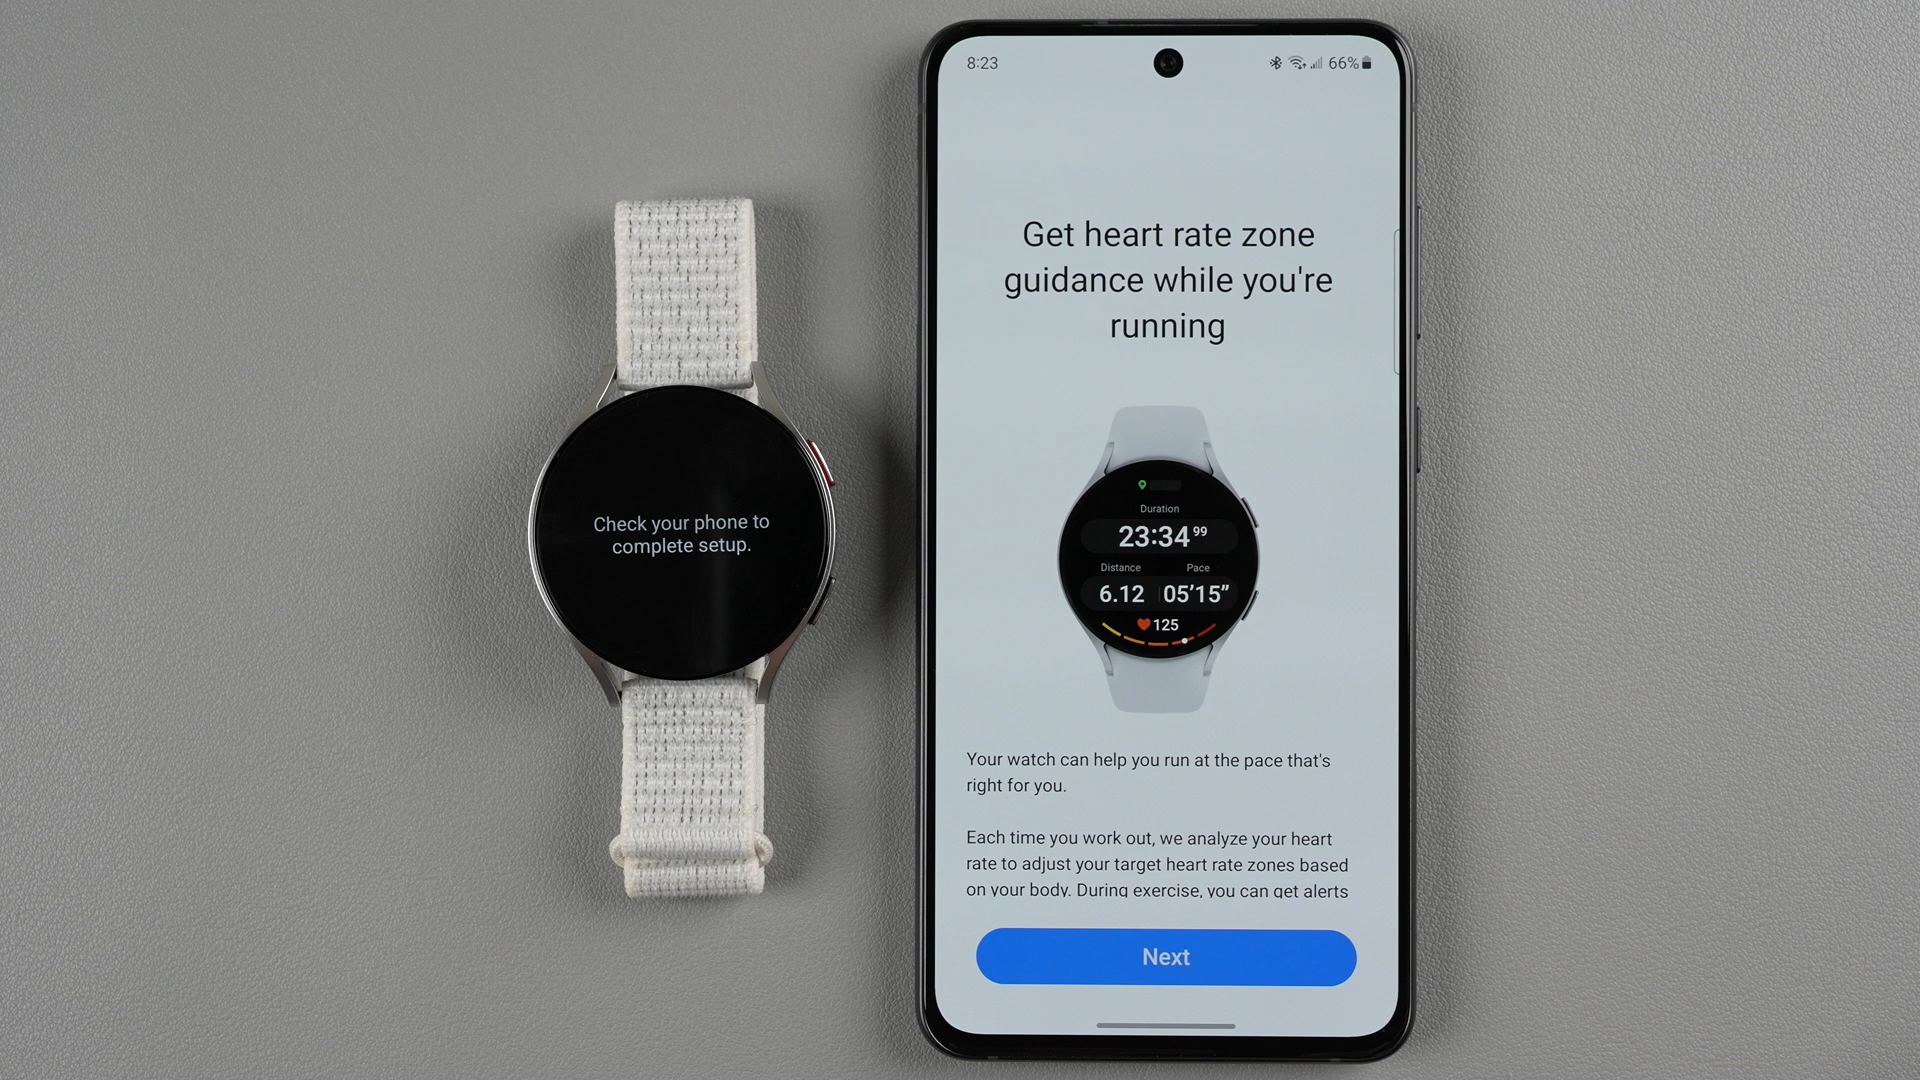 Check your phone to
complete setup.
8:23
66%
Get heart rate zone
guidance while you're
running
Duration
23:34 99
Distance Pace
6.12 05'15"
125
Your watch can help you run at the pace that's
right for you.
Each time you work out, we analyze your heart
rate to adjust your target heart rate zones based
on your body. During exercise, you can get alerts
Next